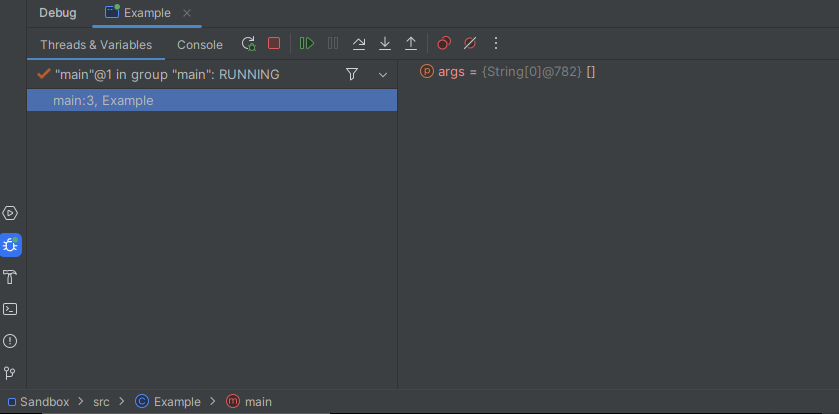 Debug Example
Threads & Variables Console
"main"@1 in group "main": RUNNING
main:3, Example
args = {String[0]@782} []
Sandbox > src > Example > main